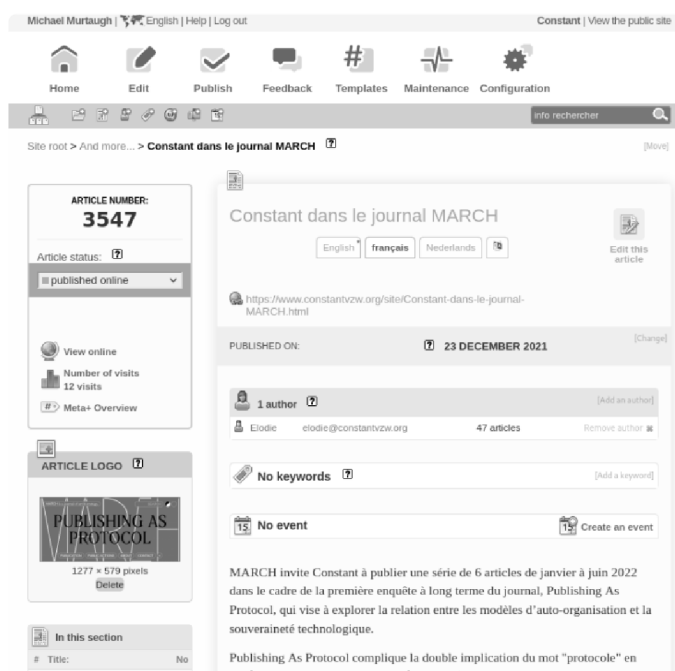 Michael Murtaugh | English | Help | Log out
Constant | View the public site
Home Edit Publish Feedback Templates Maintenance Configuration
info rechercher
Site root > And more... > Constant dans le journal MARCH ?
[Move]
ARTICLE NUMBER:
3547
Article status: ?
published online
View online
Number of visits
12 visits
Meta+ Overview
ARTICLE LOGO ?
PUBLISHING AS
PROTOCOL
1277 × 579 pixels
Delete
In this section
# Title: No
Constant dans le journal MARCH
English * français Nederlands
Edit this
article
https://www.constantvzw.org/site/Constant-dans-le-journal-
MARCH.html
PUBLISHED ON: ? 23 DECEMBER 2021 [Change]
1 author ? [Add an author]
Elodie elodie@constantvzw.org 47 articles Remove author
No keywords ? [Add a keyword]
15 No event 15 Create an event
MARCH invite Constant à publier une série de 6 articles de janvier à juin 2022
dans le cadre de la première enquête à long terme du journal, Publishing As
Protocol, qui vise à explorer la relation entre les modèles d’auto-organisation et la
souveraineté technologique.
Publishing As Protocol complique la double implication du mot "protocole" en